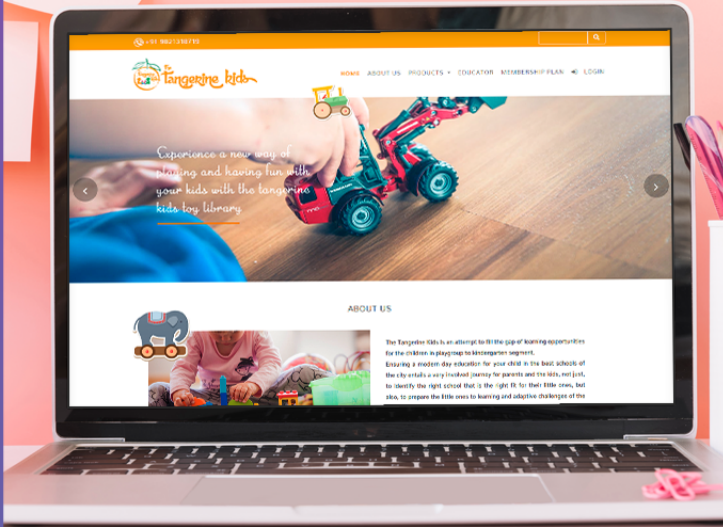 The
Tangerine kids
HOME ABOUT US PRODUCTS EDUCATOR MEMBERSHIP PLAN LOGIN
Experience a new way of
playing and having fun with
your kids with the tangerine
kids toy library
ABOUT US
The Tangerine Kids is an attempt to fill the gap of learning opportunities
for the children in playgroup to kindergarten segment.
Ensuring a modern day education for your child in the best schools of
the city entails a very involved journey for parents and the kids, not just,
to identify the right school that is the right fit for their little ones, but
also, to prepare the little ones to learning and adaptive challenges of the